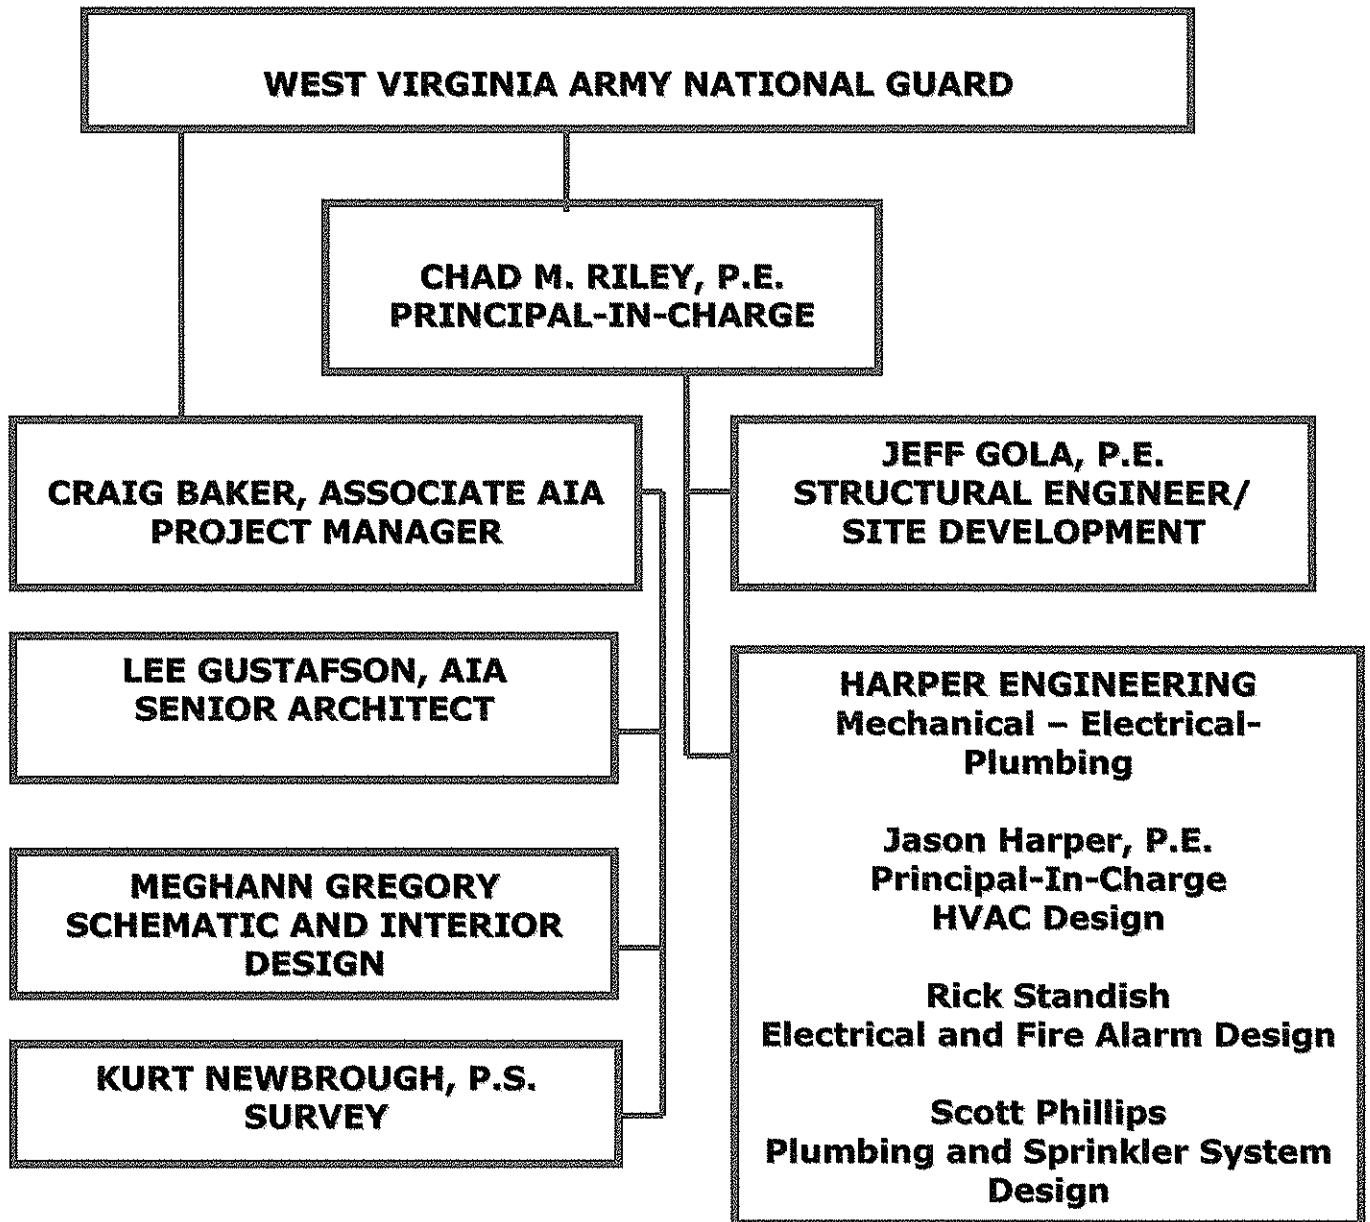 WEST VIRGINIA ARMY NATIONAL GUARD
CHAD M. RILEY, P.E.
PRINCIPAL-IN-CHARGE
CRAIG BAKER, ASSOCIATE AIA
PROJECT MANAGER
JEFF GOLA, P.E.
STRUCTURAL ENGINEER/
SITE DEVELOPMENT
LEE GUSTAFSON, AIA
SENIOR ARCHITECT
MEGHANN GREGORY
SCHEMATIC AND INTERIOR
DESIGN
KURT NEWBROUGH, P.S.
SURVEY
HARPER ENGINEERING
Mechanical – Electrical-
Plumbing
Jason Harper, P.E.
Principal-In-Charge
HVAC Design
Rick Standish
Electrical and Fire Alarm Design
Scott Phillips
Plumbing and Sprinkler System
Design